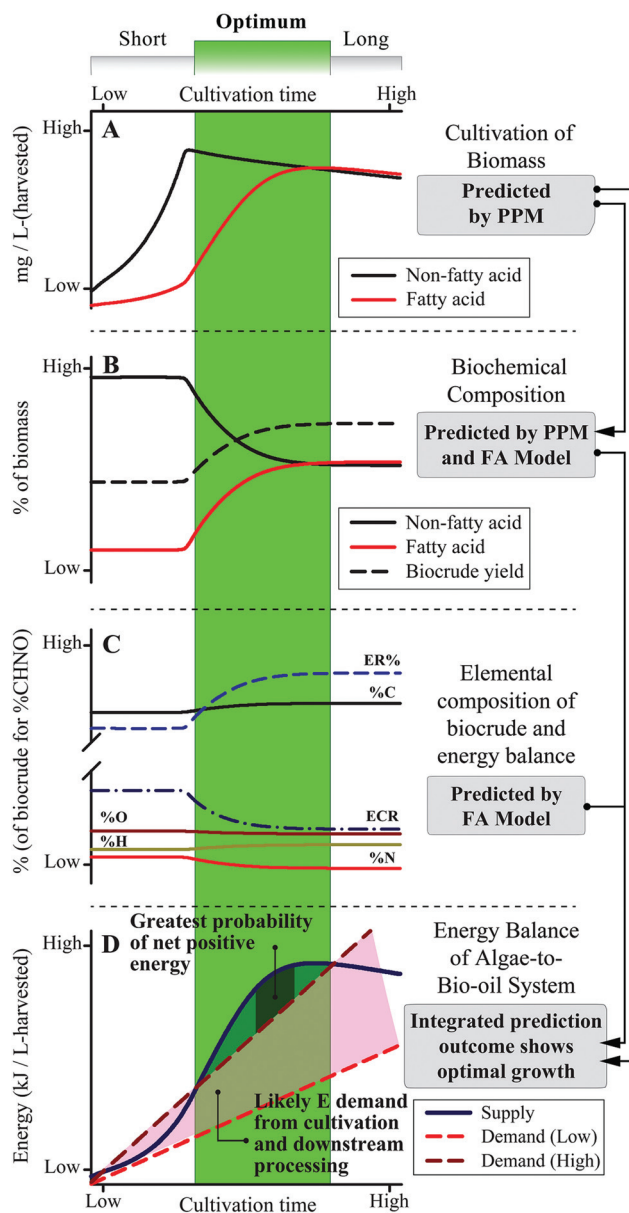 Optimum
Short
Long
Low
Cultivation time
High
A
High
Low
mg / L-(harvested)
Cultivation of
Biomass
Predicted
by PPM
Non-fatty acid
Fatty acid
B
High
Low
% of biomass
Biochemical
Composition
Predicted by PPM
and FA Model
Non-fatty acid
Fatty acid
Biocrude yield
C
High
Low
% (of biocrude for %CHNO)
ER%
%C
%O
%H
ECR
%N
Elemental
composition of
biocrude and
energy balance
Predicted by
FA Model
D
High
Low
Energy (kJ / L-harvested)
Greatest probability
of net positive
energy
Likely E demand
from cultivation
and downstream
processing
Energy Balance
of Algae-to-
Bio-oil System
Integrated prediction
outcome shows
optimal growth
Supply
Demand (Low)
Demand (High)
Low
Cultivation time
High